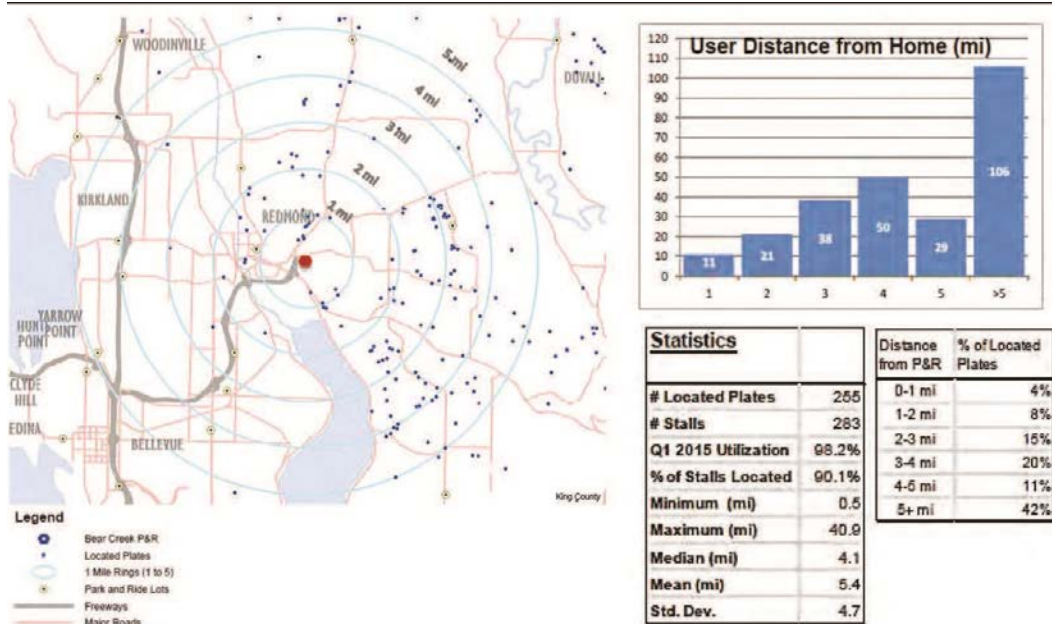 WOODINVILLE
KIRKLAND
REDMOND
DUVALL
YARROW
POINT
HUNTS
POINT
CLYDE
HILL
EDINA
BELLEVUE
5 mi
4 mi
3 mi
2 mi
1 mi
King County
Legend
Bear Creek P&R
Located Plates
1 Mile Rings (1 to 5)
Park and Ride Lots
Freeways
Major Roads
User Distance from Home (mi)
120
110
100
90
80
70
60
50
40
30
20
10
0
11
21
38
50
29
106
1 2 3 4 5 >5
Statistics
# Located Plates 255
# Stalls 283
Q1 2015 Utilization 98.2%
% of Stalls Located 90.1%
Minimum (mi) 0.5
Maximum (mi) 40.9
Median (mi) 4.1
Mean (mi) 5.4
Std. Dev. 4.7
Distance from P&R % of Located Plates
0-1 mi 4%
1-2 mi 8%
2-3 mi 15%
3-4 mi 20%
4-5 mi 11%
5+ mi 42%